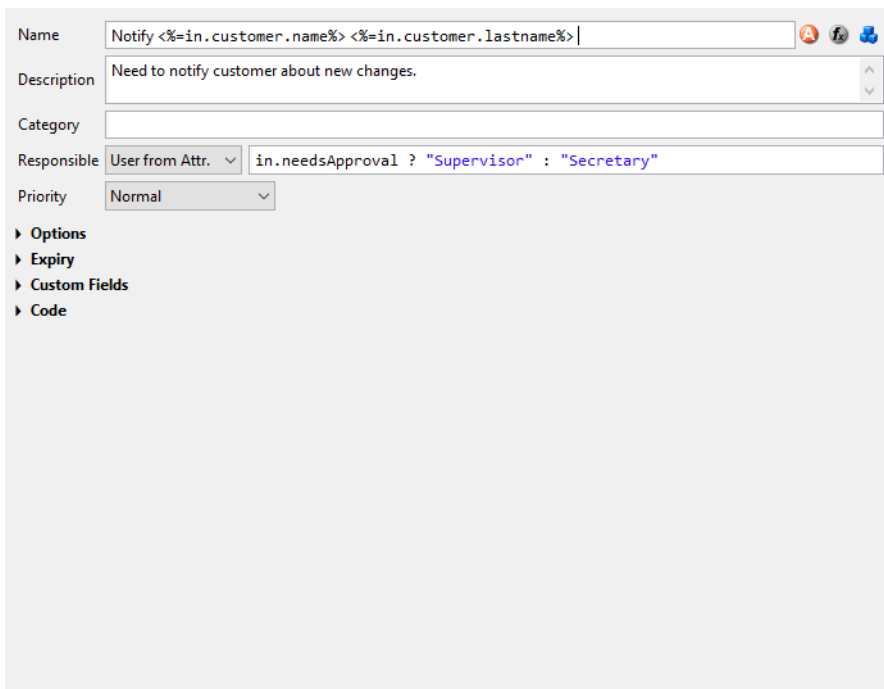 Name Notify <%=in.customer.name%> <%=in.customer.lastname%>
Description Need to notify customer about new changes.
Category
Responsible User from Attr. in.needsApproval ? "Supervisor" : "Secretary"
Priority Normal
Options
Expiry
Custom Fields
Code